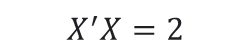 X′X = 2